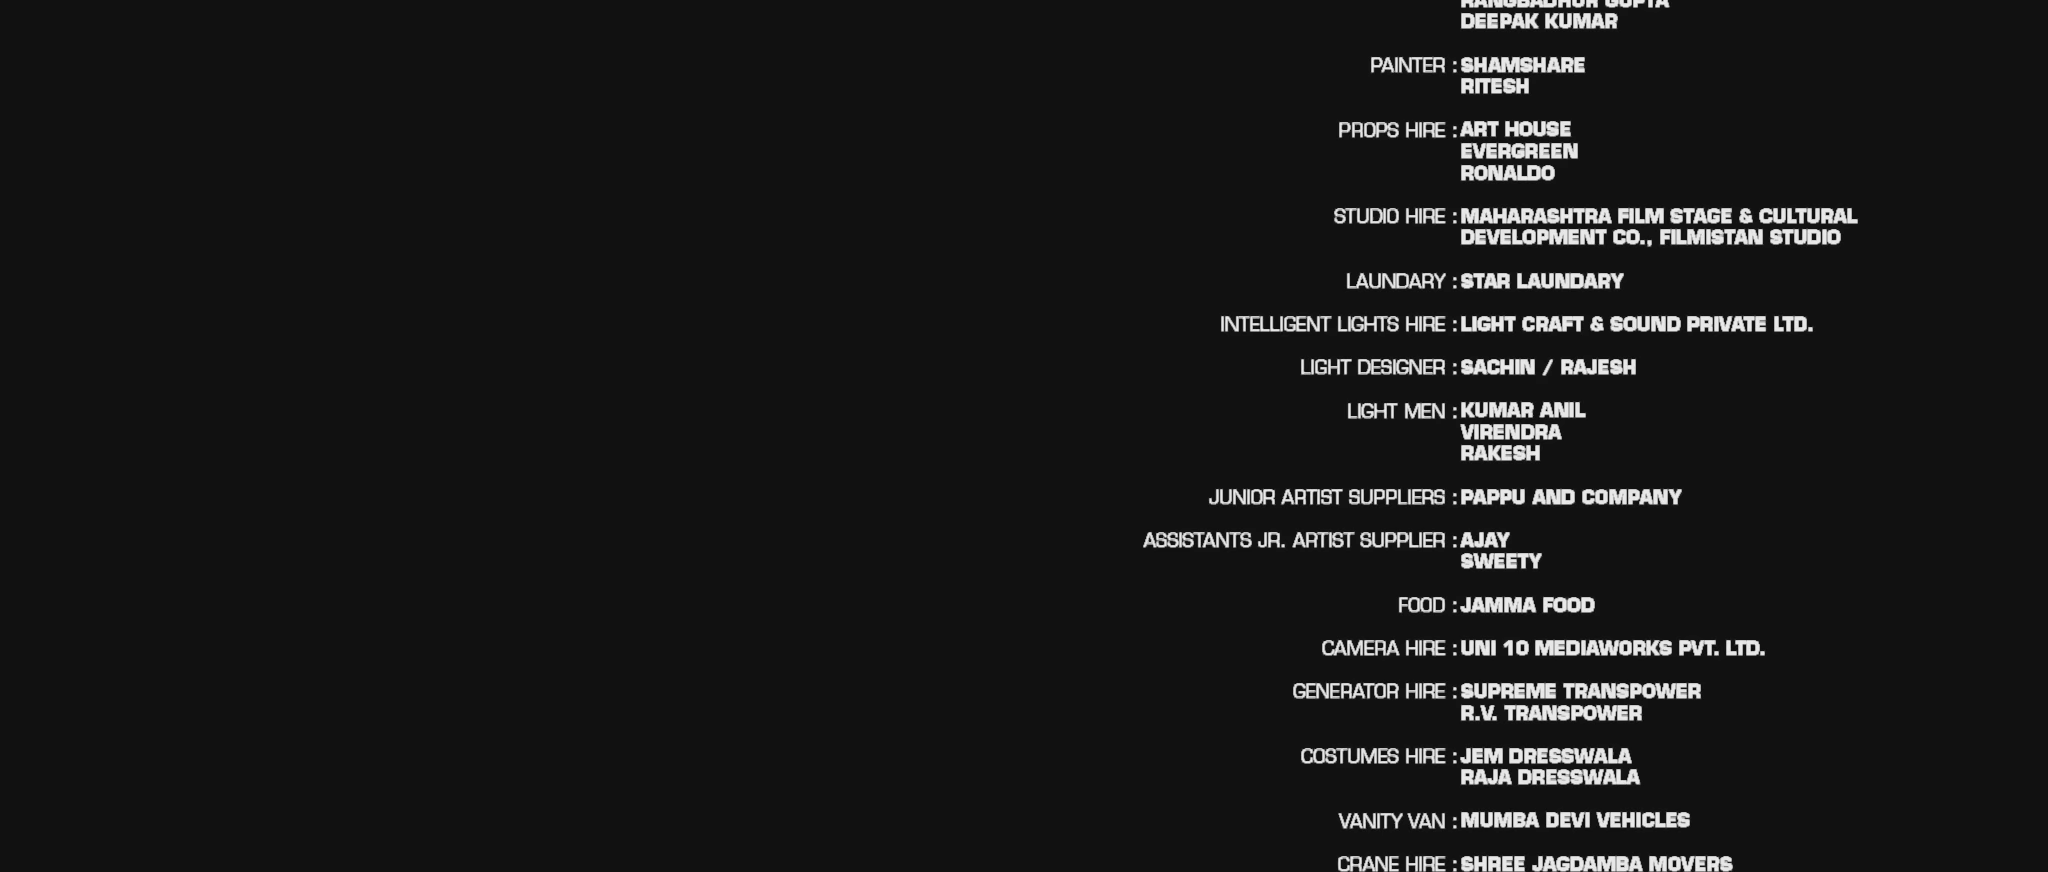 RANGBADHUR GUPTA
DEEPAK KUMAR
PAINTER : SHAMSHARE
RITESH
PROPS HIRE : ART HOUSE
EVERGREEN
RONALDO
STUDIO HIRE : MAHARASHTRA FILM STAGE & CULTURAL
DEVELOPMENT CO., FILMISTAN STUDIO
LAUNDARY : STAR LAUNDARY
INTELLIGENT LIGHTS HIRE : LIGHT CRAFT & SOUND PRIVATE LTD.
LIGHT DESIGNER : SACHIN / RAJESH
LIGHT MEN : KUMAR ANIL
VIRENDRA
RAKESH
JUNIOR ARTIST SUPPLIERS : PAPPU AND COMPANY
ASSISTANTS JR. ARTIST SUPPLIER : AJAY
SWEETY
FOOD : JAMMA FOOD
CAMERA HIRE : UNI 10 MEDIAWORKS PVT. LTD.
GENERATOR HIRE : SUPREME TRANSPOWER
R.V. TRANSPOWER
COSTUMES HIRE : JEM DRESSWALA
RAJA DRESSWALA
VANITY VAN : MUMBA DEVI VEHICLES
CRANE HIRE : SHREE JAGDAMBA MOVERS